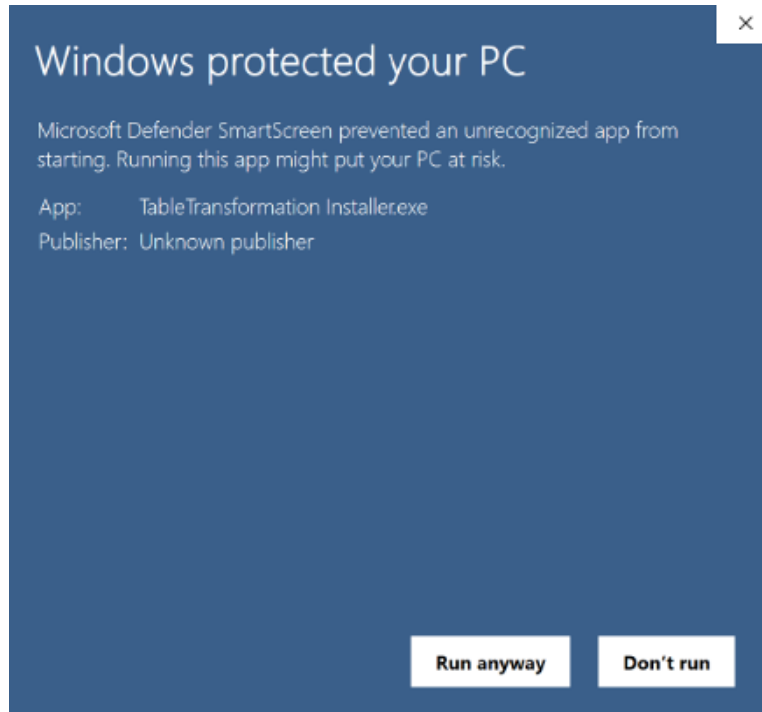 Windows protected your PC
Microsoft Defender SmartScreen prevented an unrecognized app from
starting. Running this app might put your PC at risk.
App: TableTransformation Installer.exe
Publisher: Unknown publisher
Run anyway Don't run